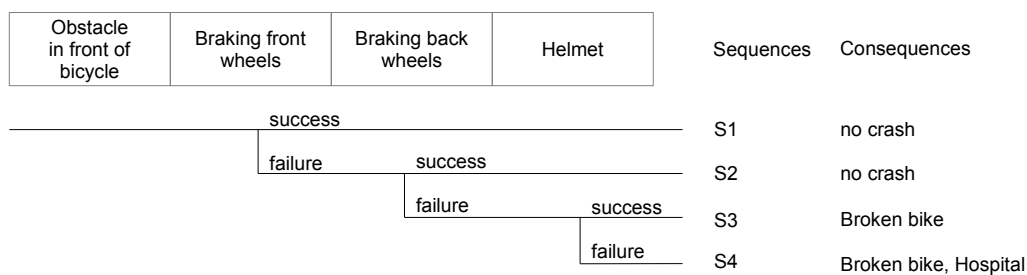 Obstacle
in front of
bicycle
Braking front
wheels
Braking back
wheels
Helmet
Sequences
Consequences
success
S1
no crash
failure
success
S2
no crash
failure
success
S3
Broken bike
failure
S4
Broken bike, Hospital